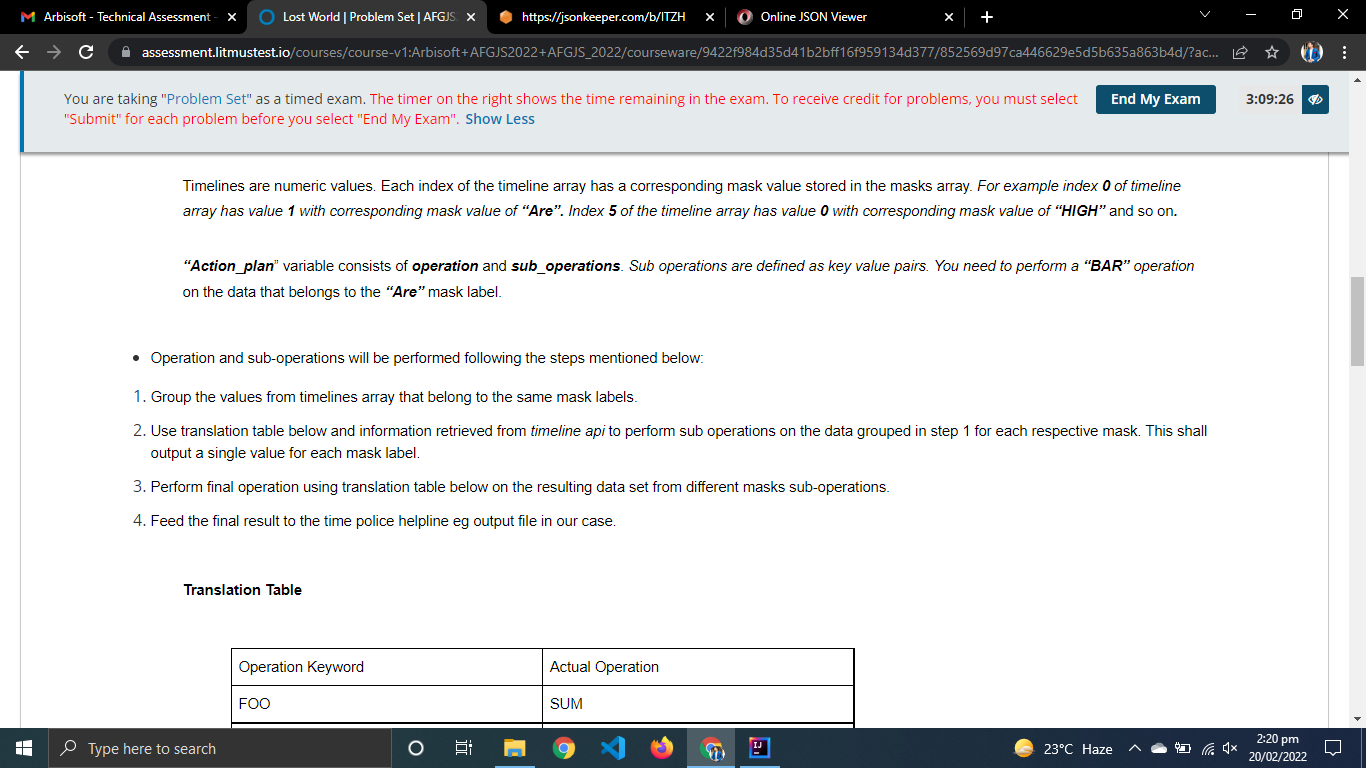 Arbisoft - Technical Assessment -
Lost World | Problem Set | AFGJS
https://jsonkeeper.com/b/ITZH
Online JSON Viewer
assessment.litmustest.io/courses/course-v1:Arbisoft+AFGJS2022+AFGJS_2022/courseware/9422f984d35d41b2bff16f959134d377/852569d97ca446629e5d5b635a863b4d/?ac...
You are taking "Problem Set" as a timed exam. The timer on the right shows the time remaining in the exam. To receive credit for problems, you must select
"Submit" for each problem before you select "End My Exam". Show Less
End My Exam
3:09:26
Timelines are numeric values. Each index of the timeline array has a corresponding mask value stored in the masks array. For example index 0 of timeline
array has value 1 with corresponding mask value of “Are”. Index 5 of the timeline array has value 0 with corresponding mask value of “HIGH” and so on.
“Action_plan” variable consists of operation and sub_operations. Sub operations are defined as key value pairs. You need to perform a “BAR” operation
on the data that belongs to the “Are” mask label.
• Operation and sub-operations will be performed following the steps mentioned below:
1. Group the values from timelines array that belong to the same mask labels.
2. Use translation table below and information retrieved from timeline api to perform sub operations on the data grouped in step 1 for each respective mask. This shall
output a single value for each mask label.
3. Perform final operation using translation table below on the resulting data set from different masks sub-operations.
4. Feed the final result to the time police helpline eg output file in our case.
Translation Table
Operation Keyword
Actual Operation
FOO
SUM
Type here to search
23°C Haze
2:20 pm
20/02/2022